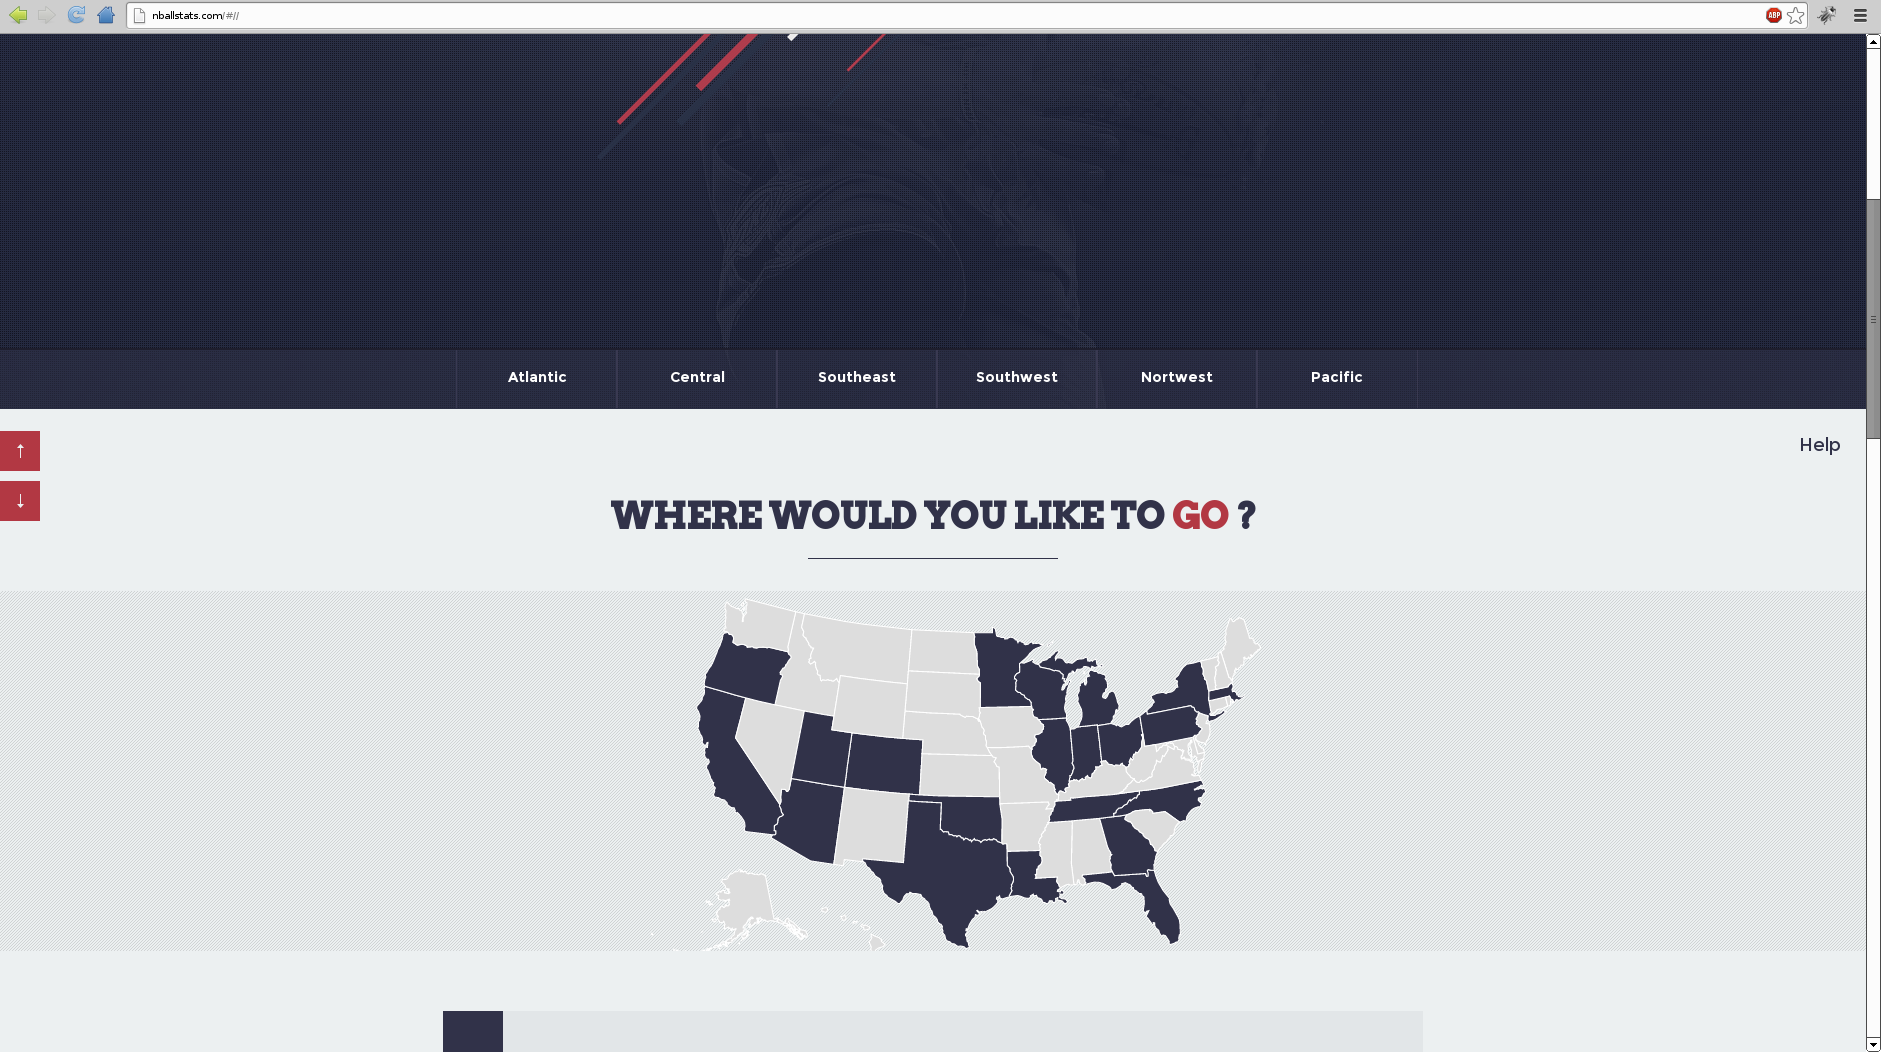 nballstats.com/#//
ABP
Atlantic
Central
Southeast
Southwest
Nortwest
Pacific
↑
Help
↓
WHERE WOULD YOU LIKE TO GO ?